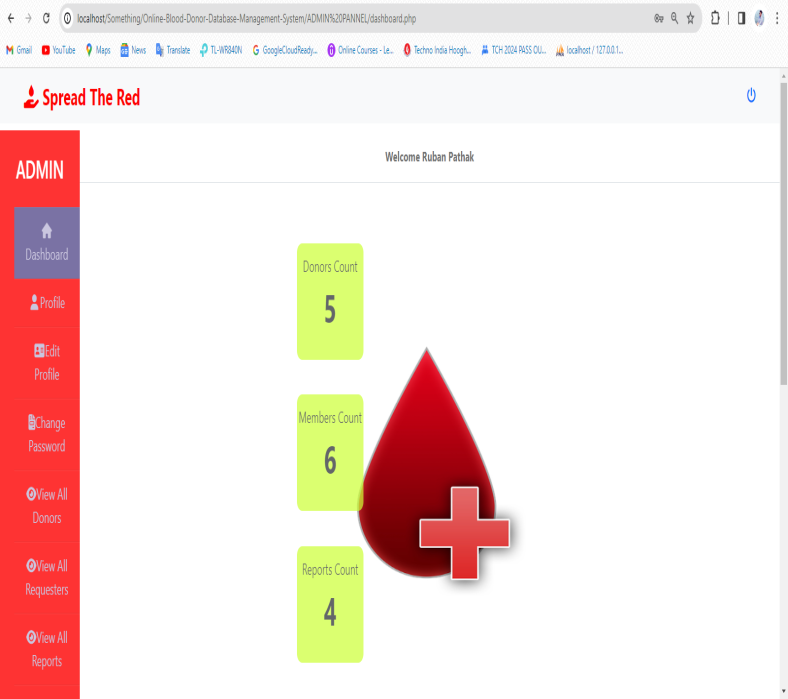 localhost/Something/Online-Blood-Donor-Database-Management-System/ADMIN%20PANNEL/dashboard.php
Gmail YouTube Maps News Translate TL-WR840N GoogleCloudReady... Online Courses - Le... Techno India Hoogh... TCH 2024 PASS OU... localhost / 127.0.0.1...
Spread The Red
ADMIN
Dashboard
Profile
Edit
Profile
Change
Password
View All
Donors
View All
Requesters
View All
Reports
Welcome Ruban Pathak
Donors Count
5
Members Count
6
Reports Count
4